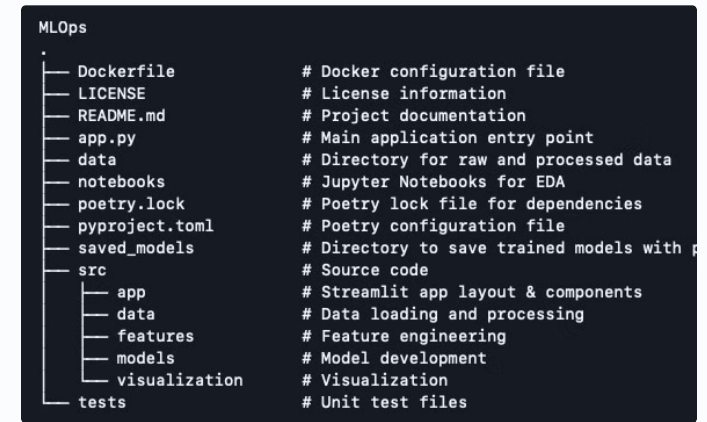 MLOps
.
├── Dockerfile # Docker configuration file
├── LICENSE # License information
├── README.md # Project documentation
├── app.py # Main application entry point
├── data # Directory for raw and processed data
├── notebooks # Jupyter Notebooks for EDA
├── poetry.lock # Poetry lock file for dependencies
├── pyproject.toml # Poetry configuration file
├── saved_models # Directory to save trained models with
├── src # Source code
│   ├── app # Streamlit app layout & components
│   ├── data # Data loading and processing
│   ├── features # Feature engineering
│   ├── models # Model development
│   └── visualization # Visualization
└── tests # Unit test files